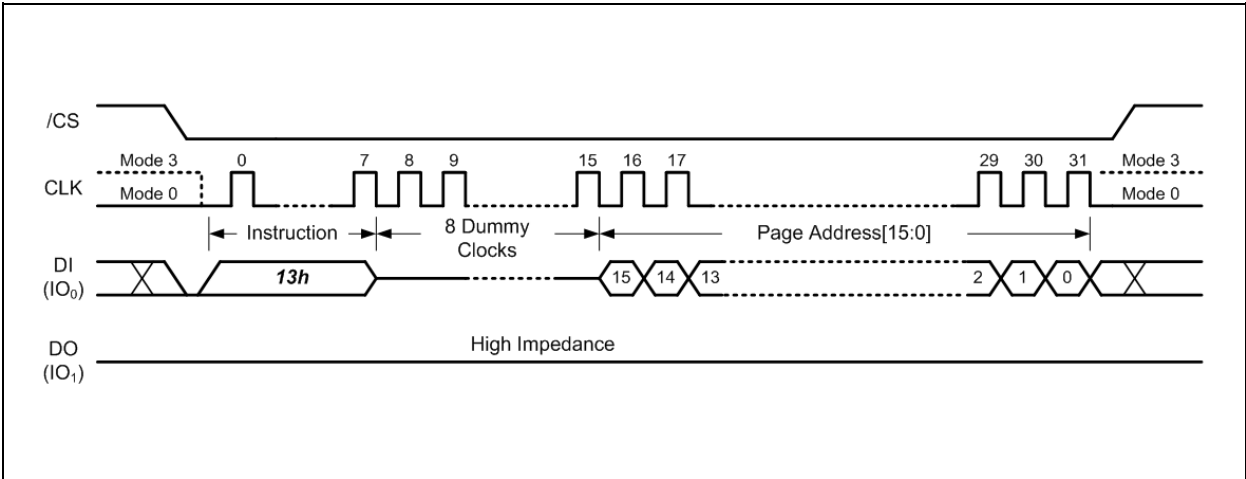 /CS
Mode 3 0 7 8 9 15 16 17 29 30 31 Mode 3
CLK
Mode 0 Mode 0
Instruction 8 Dummy Clocks Page Address[15:0]
DI (IO₀) 13h 15 14 13 2 1 0
DO (IO₁) High Impedance